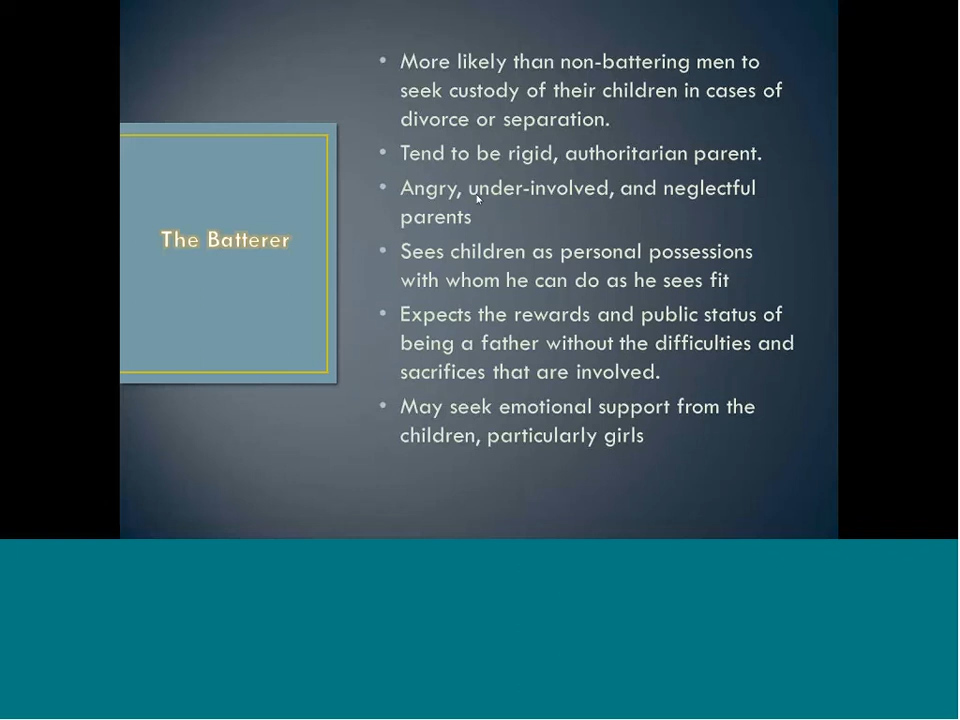 The Batterer
• More likely than non-battering men to
seek custody of their children in cases of
divorce or separation.
• Tend to be rigid, authoritarian parent.
• Angry, under-involved, and neglectful
parents
• Sees children as personal possessions
with whom he can do as he sees fit
• Expects the rewards and public status of
being a father without the difficulties and
sacrifices that are involved.
• May seek emotional support from the
children, particularly girls